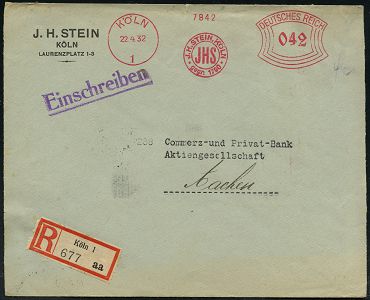 J. H. STEIN
KÖLN
LAURENZPLATZ 1-3
KÖLN
22.4.32
1
7842
J.H. STEIN, KÖLN
JHS
gegr. 1790
DEUTSCHES REICH
042
Einschreiben
208 Commerz-und Privat-Bank
Aktiengesellschaft
Aachen
R
Köln 1
677 aa